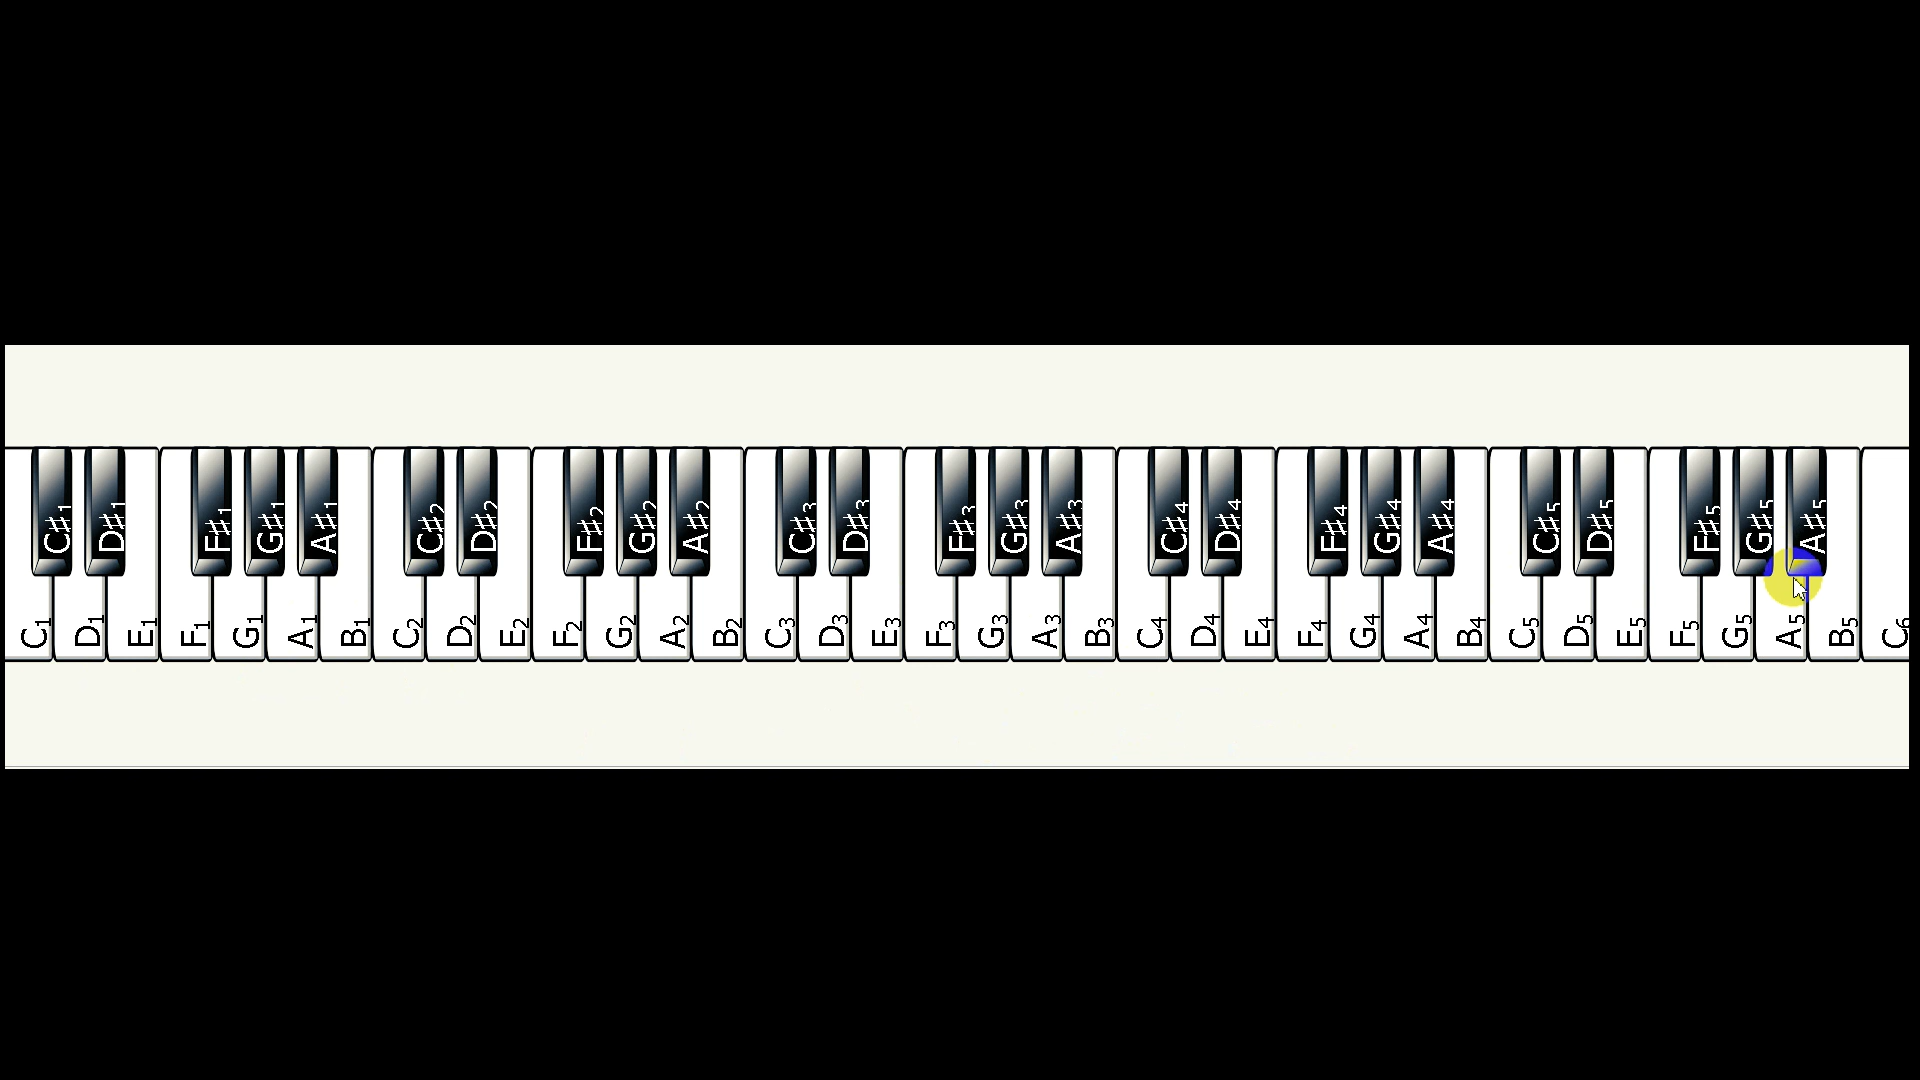 C♯1 D♯1 F♯1 G♯1 A♯1 C♯2 D♯2 F♯2 G♯2 A♯2 C♯3 D♯3 F♯3 G♯3 A♯3 C♯4 D♯4 F♯4 G♯4 A♯4 C♯5 D♯5 F♯5 G♯5 A♯5
C1 D1 E1 F1 G1 A1 B1 C2 D2 E2 F2 G2 A2 B2 C3 D3 E3 F3 G3 A3 B3 C4 D4 E4 F4 G4 A4 B4 C5 D5 E5 F5 G5 A5 B5 C6